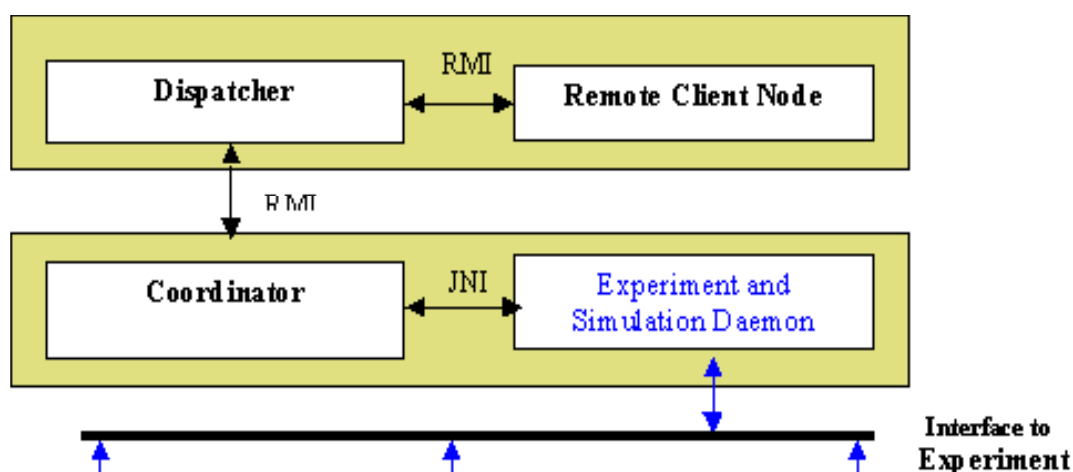 RMI
Dispatcher
Remote Client Node
RMI
Coordinator
JNI
Experiment and
Simulation Daemon
Interface to
Experiment